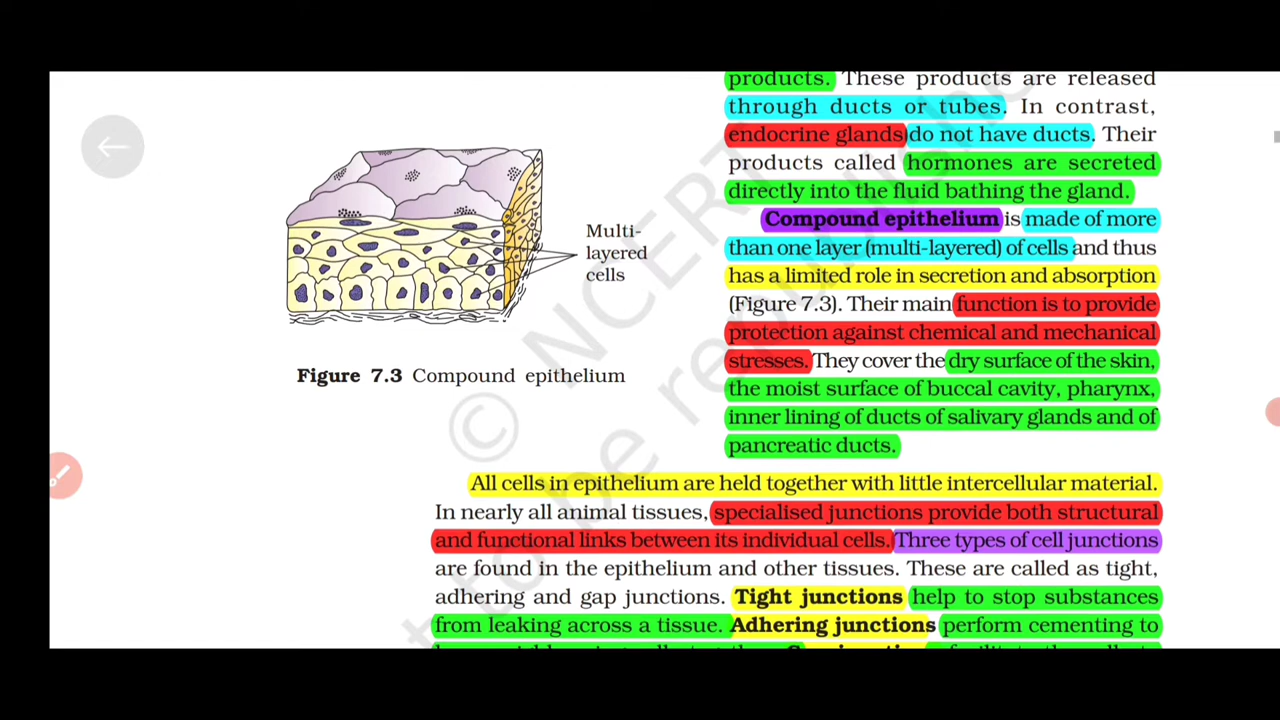 products. These products are released
through ducts or tubes. In contrast,
endocrine glands do not have ducts. Their
products called hormones are secreted
directly into the fluid bathing the gland.
Compound epithelium is made of more
than one layer (multi-layered) of cells and thus
has a limited role in secretion and absorption
(Figure 7.3). Their main function is to provide
protection against chemical and mechanical
stresses. They cover the dry surface of the skin,
the moist surface of buccal cavity, pharynx,
inner lining of ducts of salivary glands and of
pancreatic ducts.
Multi-
layered
cells
Figure 7.3 Compound epithelium
All cells in epithelium are held together with little intercellular material.
In nearly all animal tissues, specialised junctions provide both structural
and functional links between its individual cells. Three types of cell junctions
are found in the epithelium and other tissues. These are called as tight,
adhering and gap junctions. Tight junctions help to stop substances
from leaking across a tissue. Adhering junctions perform cementing to
© NCERT